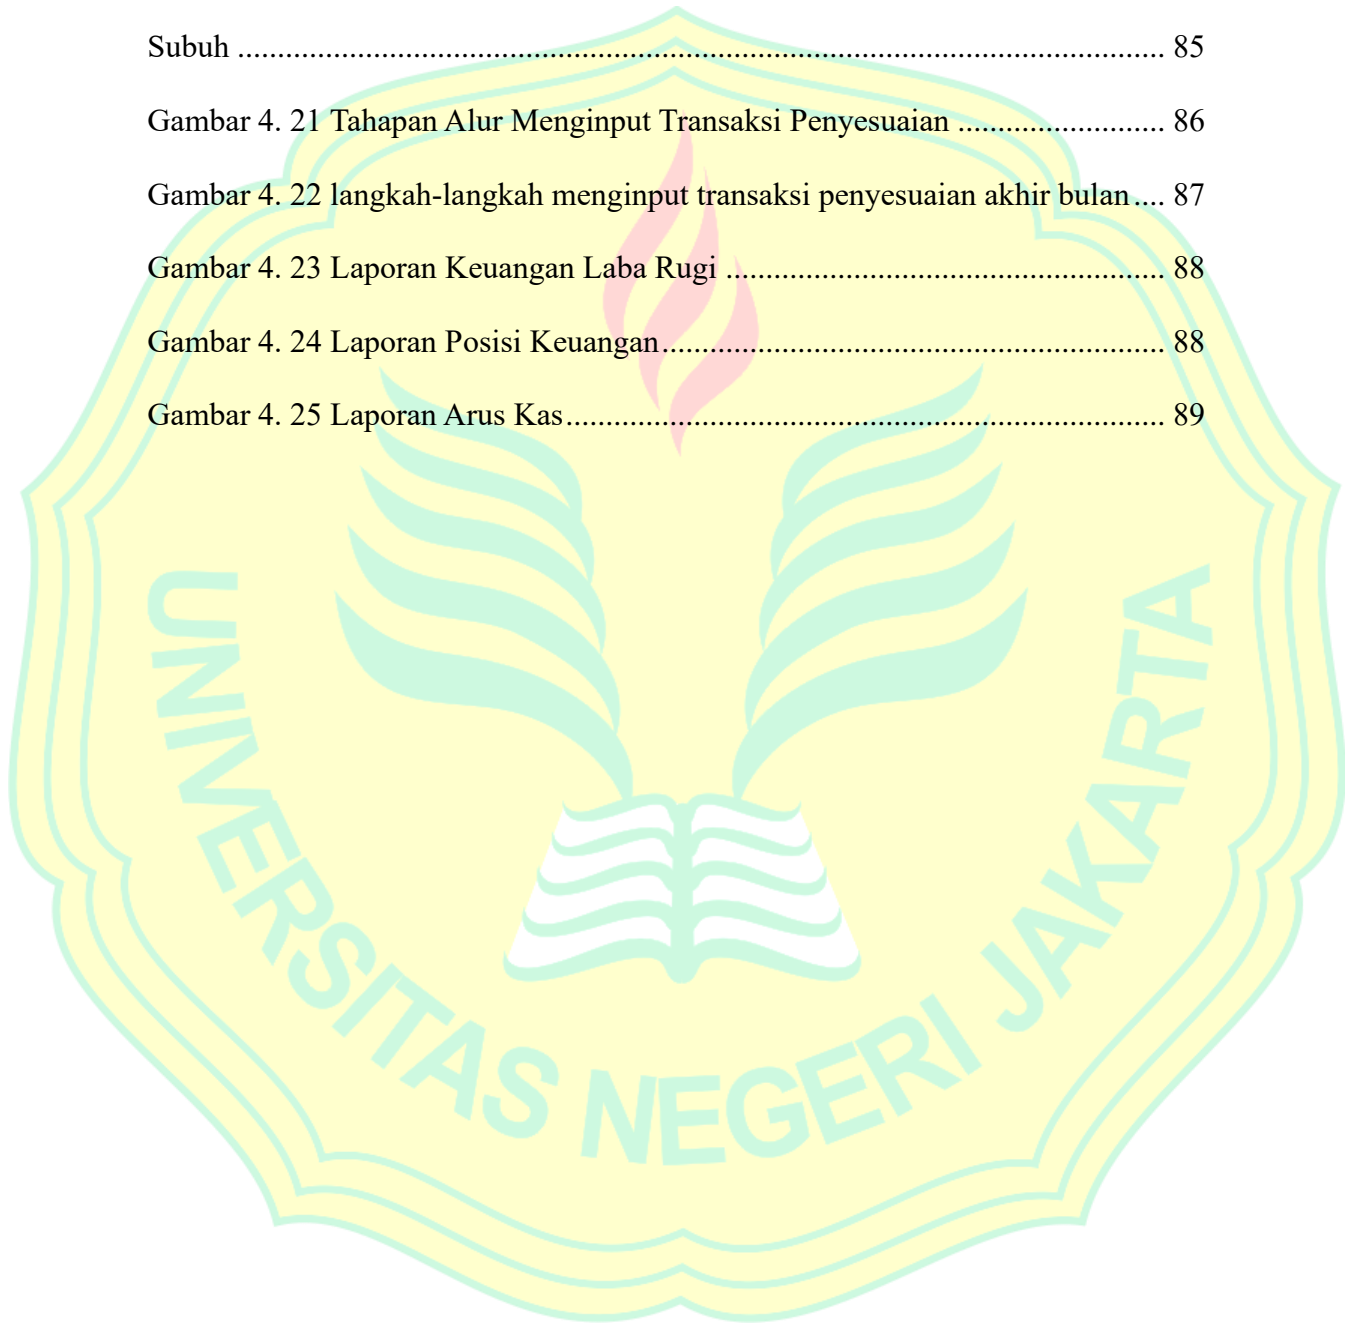 Subuh ........................................................................................................................ 85
Gambar 4. 21 Tahapan Alur Menginput Transaksi Penyesuaian .......................... 86
Gambar 4. 22 langkah-langkah menginput transaksi penyesuaian akhir bulan.... 87
Gambar 4. 23 Laporan Keuangan Laba Rugi ....................................................... 88
Gambar 4. 24 Laporan Posisi Keuangan............................................................... 88
Gambar 4. 25 Laporan Arus Kas........................................................................... 89
UNIVERSITAS NEGERI JAKARTA